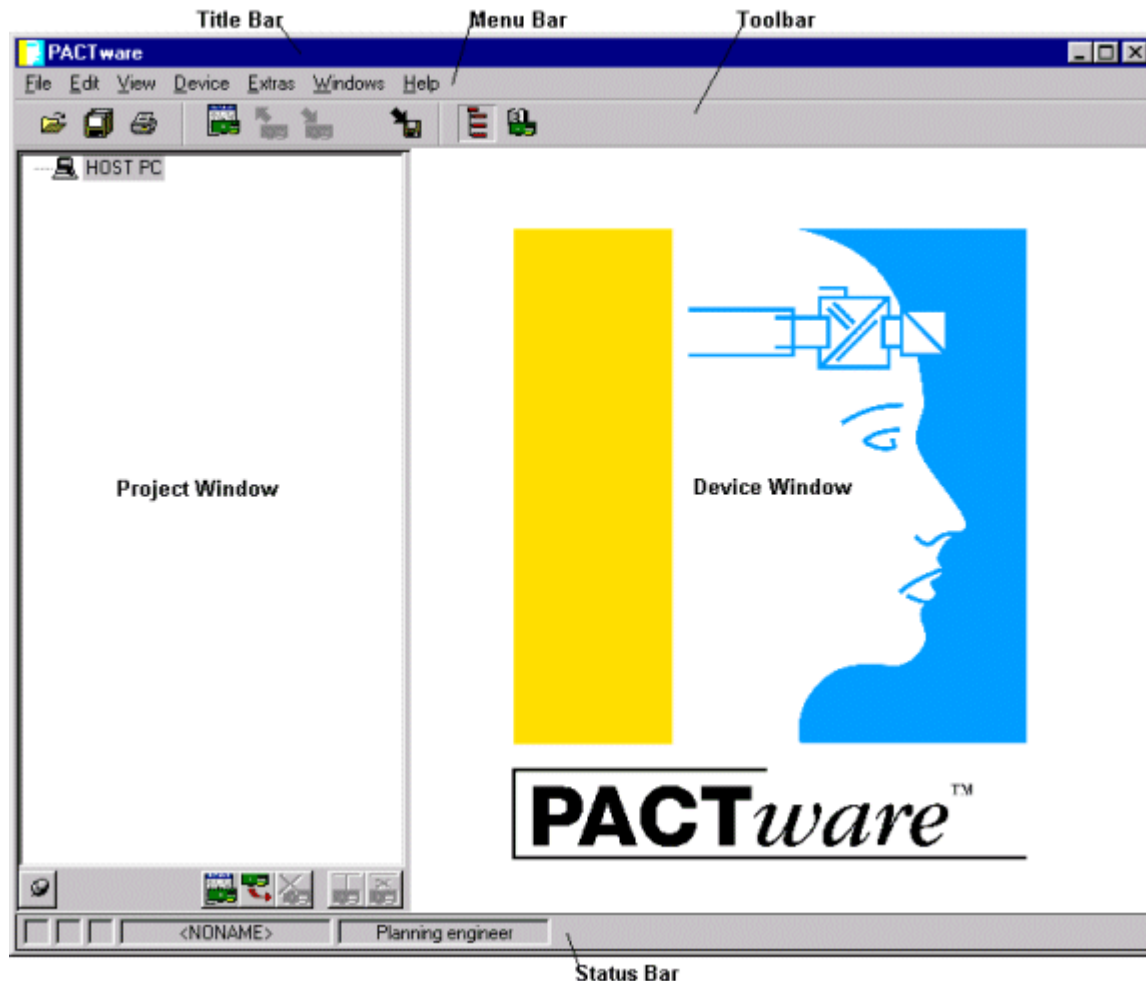 Title Bar Menu Bar Toolbar
PACTware
File Edit View Device Extras Windows Help
HOST PC
Project Window
Device Window
PACTware™
<NONAME> Planning engineer
Status Bar